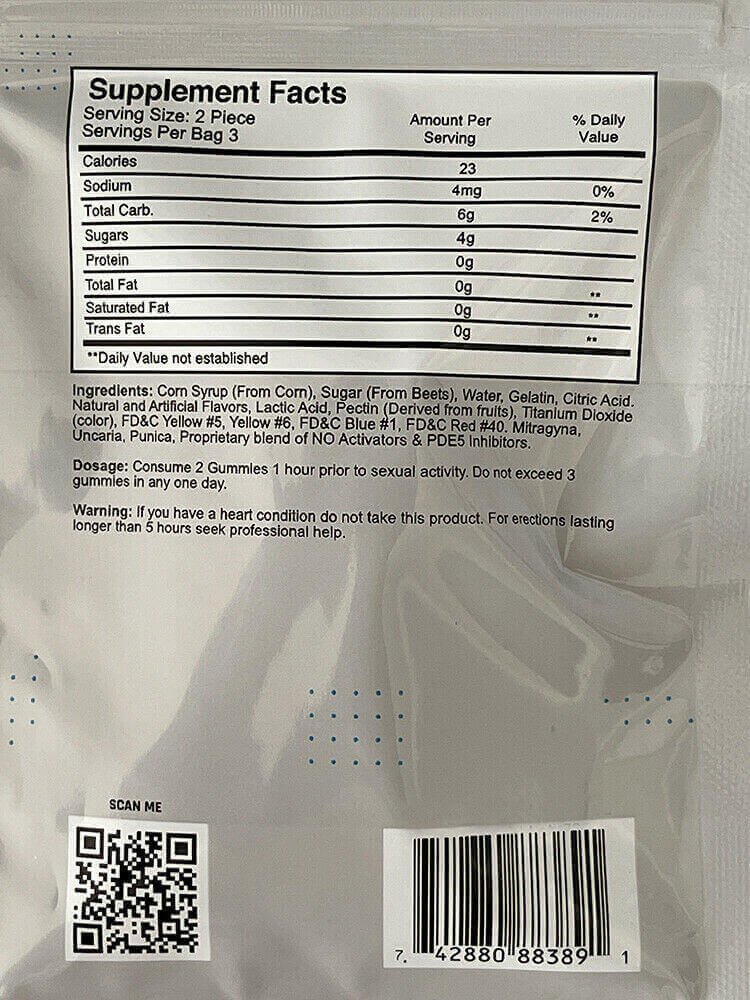 Supplement Facts
Serving Size: 2 Piece
Servings Per Bag 3
Amount Per
Serving
% Daily
Value
Calories 23
Sodium 4mg 0%
Total Carb. 6g 2%
Sugars 4g
Protein 0g
Total Fat 0g **
Saturated Fat 0g **
Trans Fat 0g **
**Daily Value not established
Ingredients: Corn Syrup (From Corn), Sugar (From Beets), Water, Gelatin, Citric Acid.
Natural and Artificial Flavors, Lactic Acid, Pectin (Derived from fruits), Titanium Dioxide
(color), FD&C Yellow #5, Yellow #6, FD&C Blue #1, FD&C Red #40. Mitragyna,
Uncaria, Punica, Proprietary blend of NO Activators & PDE5 Inhibitors.
Dosage: Consume 2 Gummies 1 hour prior to sexual activity. Do not exceed 3
gummies in any one day.
Warning: If you have a heart condition do not take this product. For erections lasting
longer than 5 hours seek professional help.
SCAN ME
7. 42880 88389 1